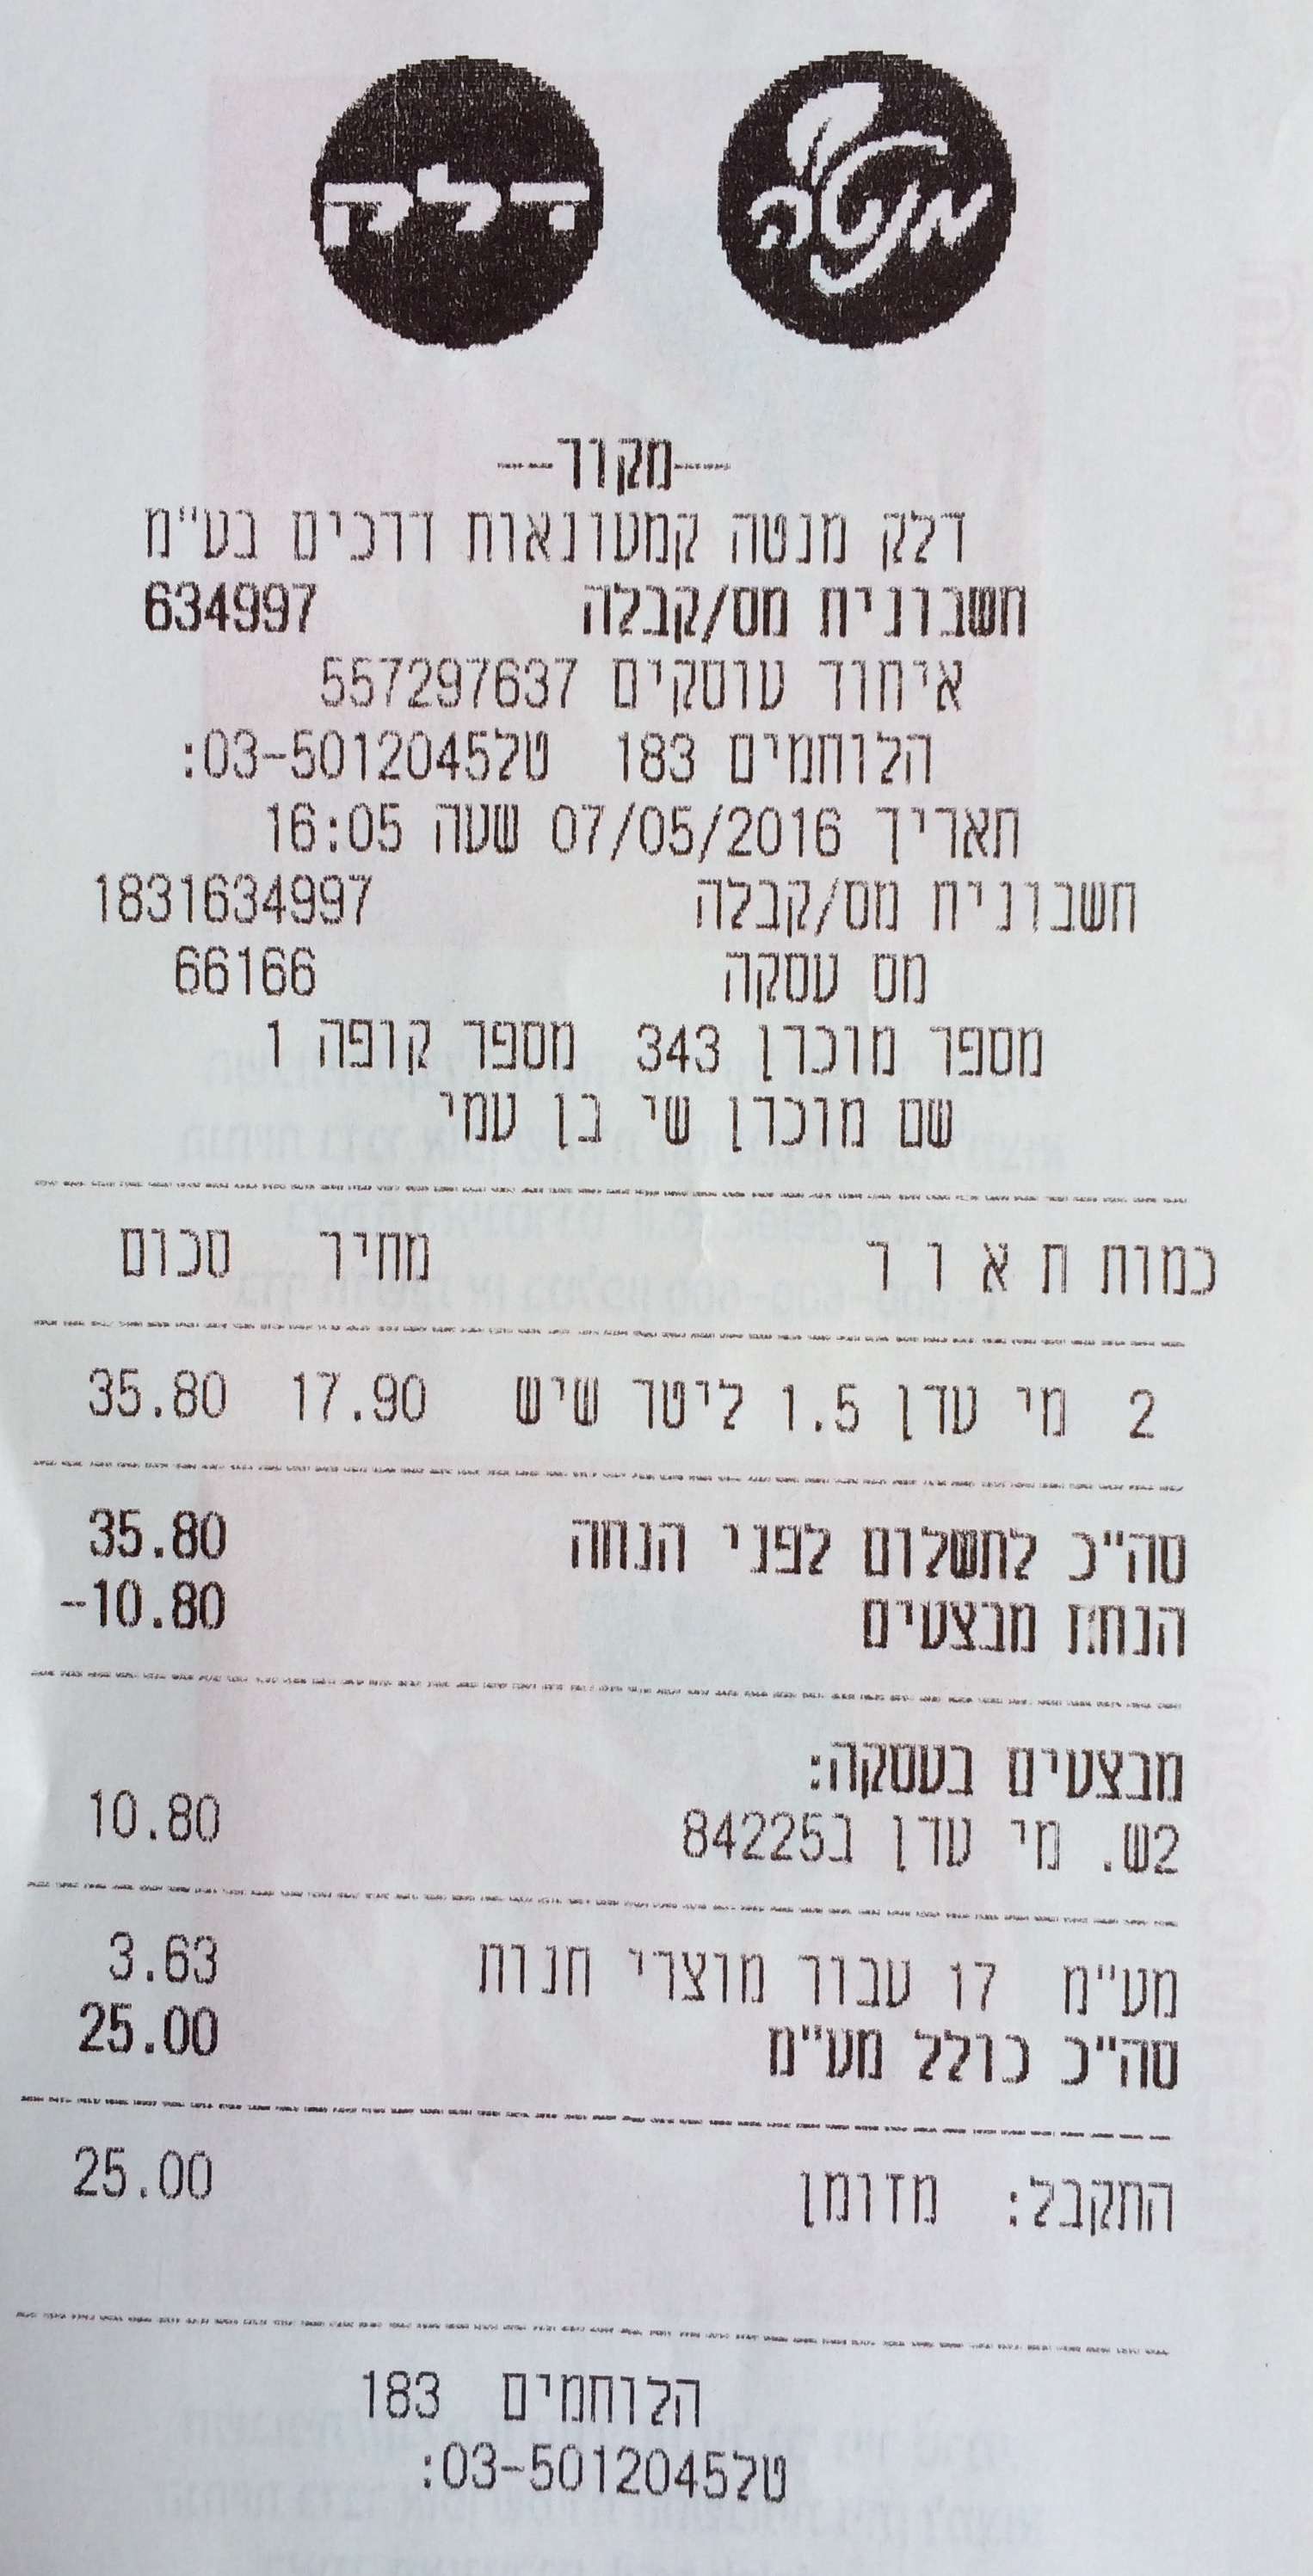 מנטה דלק
---מקור---
דלק מנטה קמעונאות דרכים בע"מ
חשבונית מס/קבלה 634997
איחוד עוסקים 557297637
הלוחמים 183 טל03-5012045:
תאריך 07/05/2016 שעה 16:05
חשבונית מס/קבלה 1831634997
מס עסקה 66166
מספר מוכרן 343 מספר קופה 1
שם מוכרן שי בן עמי
כמות ת א ו ר מחיר סכום
2 מי עדן 1.5 ליטר שיש 17.90 35.80
סה"כ לתשלום לפני הנחה 35.80
הנחת מבצעים 10.80-
מבצעים בעסקה:
2ש. מי עדן ב84225 10.80
מע"מ 17 עבור מוצרי חנות 3.63
סה"כ כולל מע"מ 25.00
התקבל: מזומן 25.00
הלוחמים 183
טל03-5012045: